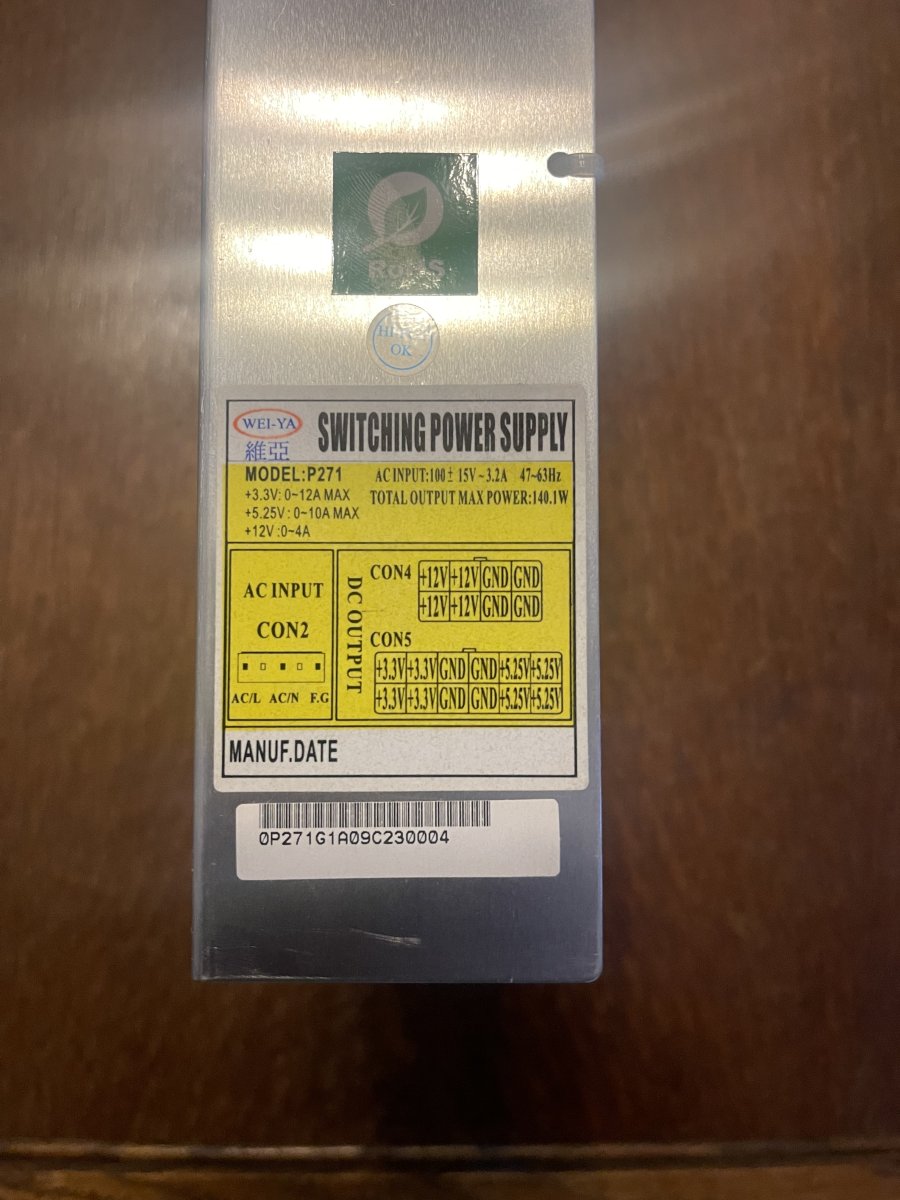 RoHS
OK
WEI-YA
維亞
SWITCHING POWER SUPPLY
MODEL:P271
AC INPUT:100± 15V~3.2A 47~63Hz
+3.3V: 0~12A MAX
TOTAL OUTPUT MAX POWER:140.1W
+5.25V: 0~10A MAX
+12V :0~4A
AC INPUT
CON2
AC/L AC/N F.G
DC OUTPUT
CON4
+12V +12V GND GND
+12V +12V GND GND
CON5
+3.3V +3.3V GND GND +5.25V +5.25V
+3.3V +3.3V GND GND +5.25V +5.25V
MANUF.DATE
0P271G1A09C230004